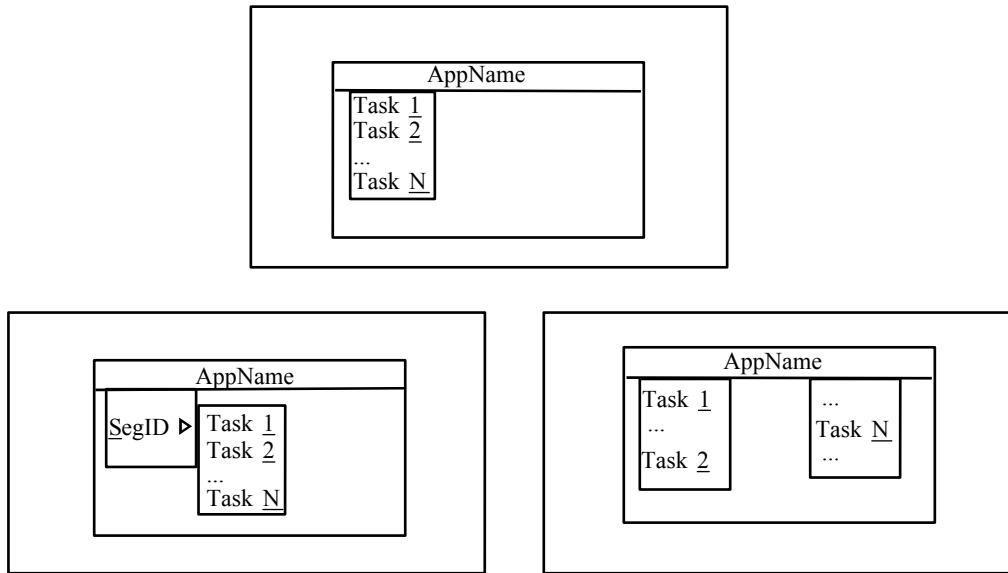 AppName
Task 1
Task 2
...
Task N
AppName
SegID
Task 1
Task 2
...
Task N
AppName
Task 1
...
Task 2
...
Task N
...